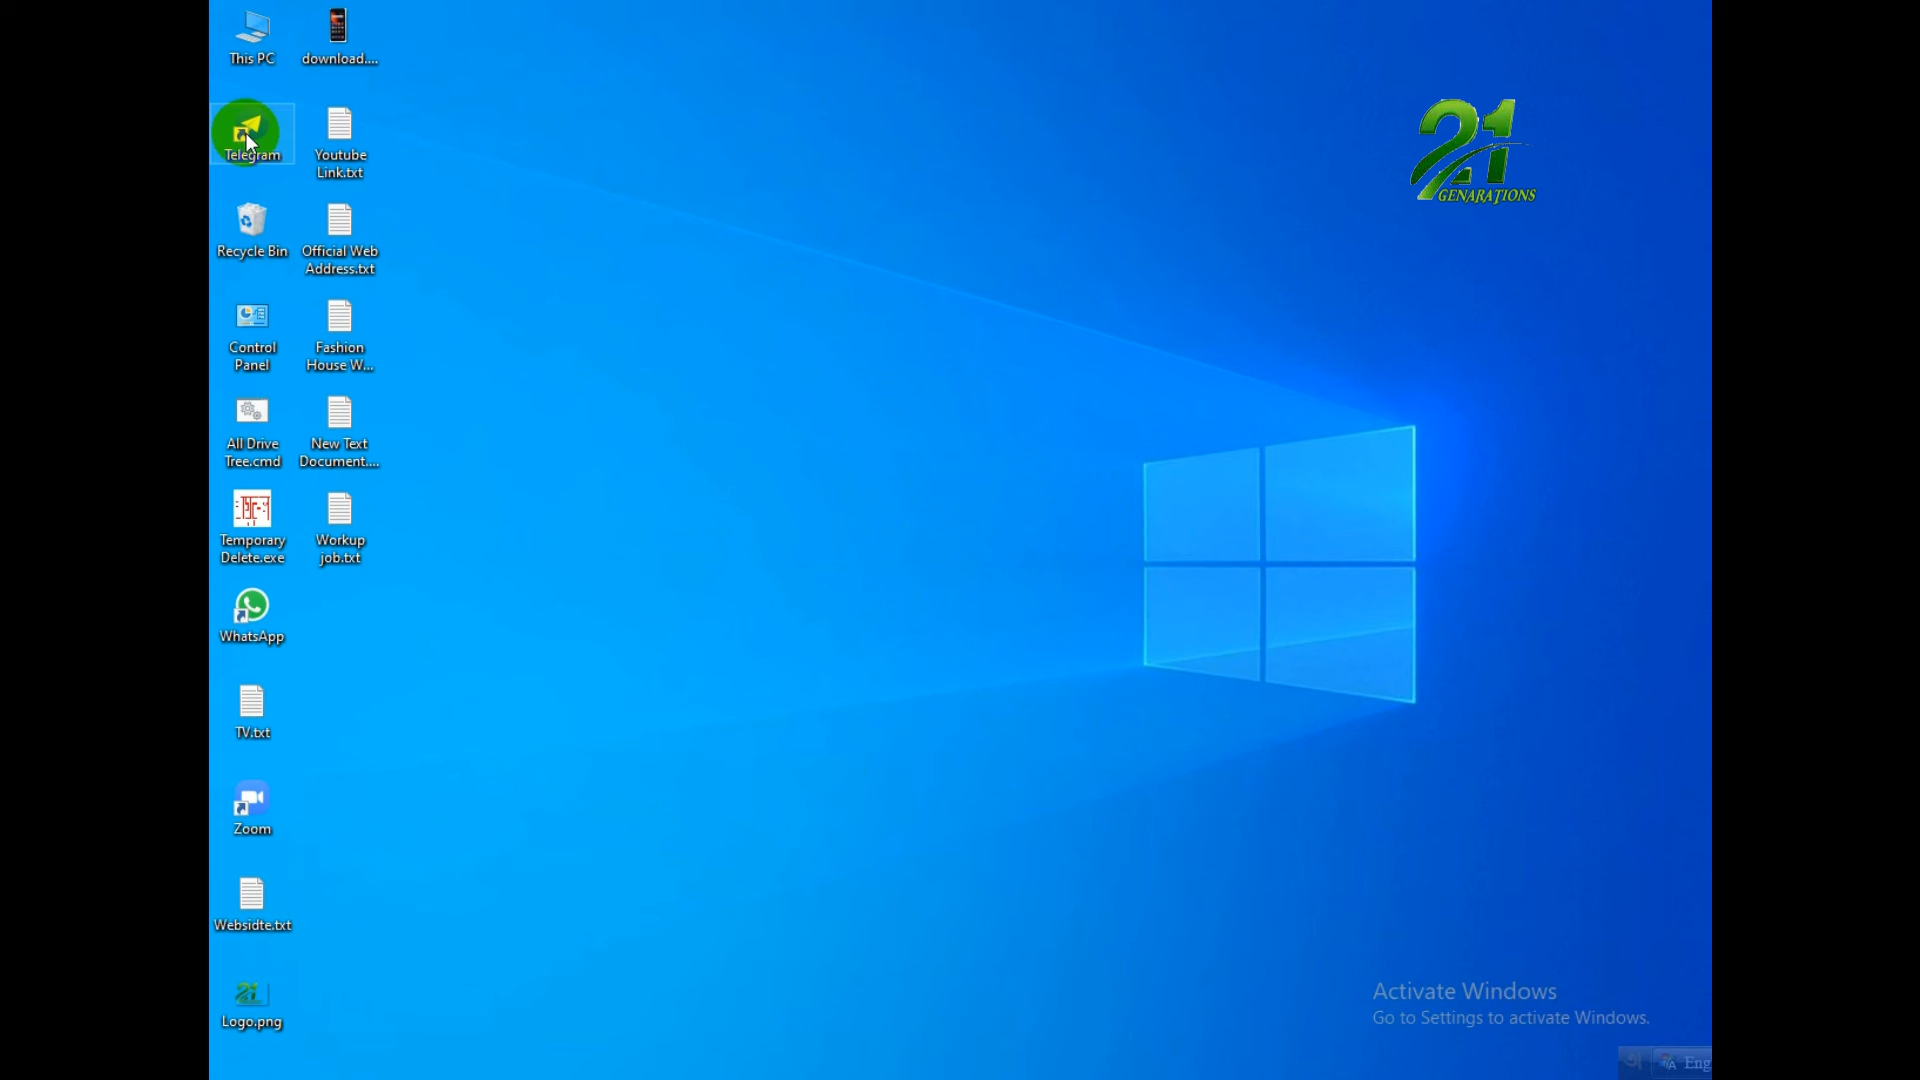 This PC
download....
Telegram
Youtube
Link.txt
Recycle Bin
Official Web
Address.txt
Control
Panel
Fashion
House W...
All Drive
Tree.cmd
New Text
Document....
Temporary
Delete.exe
Workup
job.txt
WhatsApp
TV.txt
Zoom
Websidte.txt
Logo.png
21
GENARATIONS
Activate Windows
Go to Settings to activate Windows.
Eng